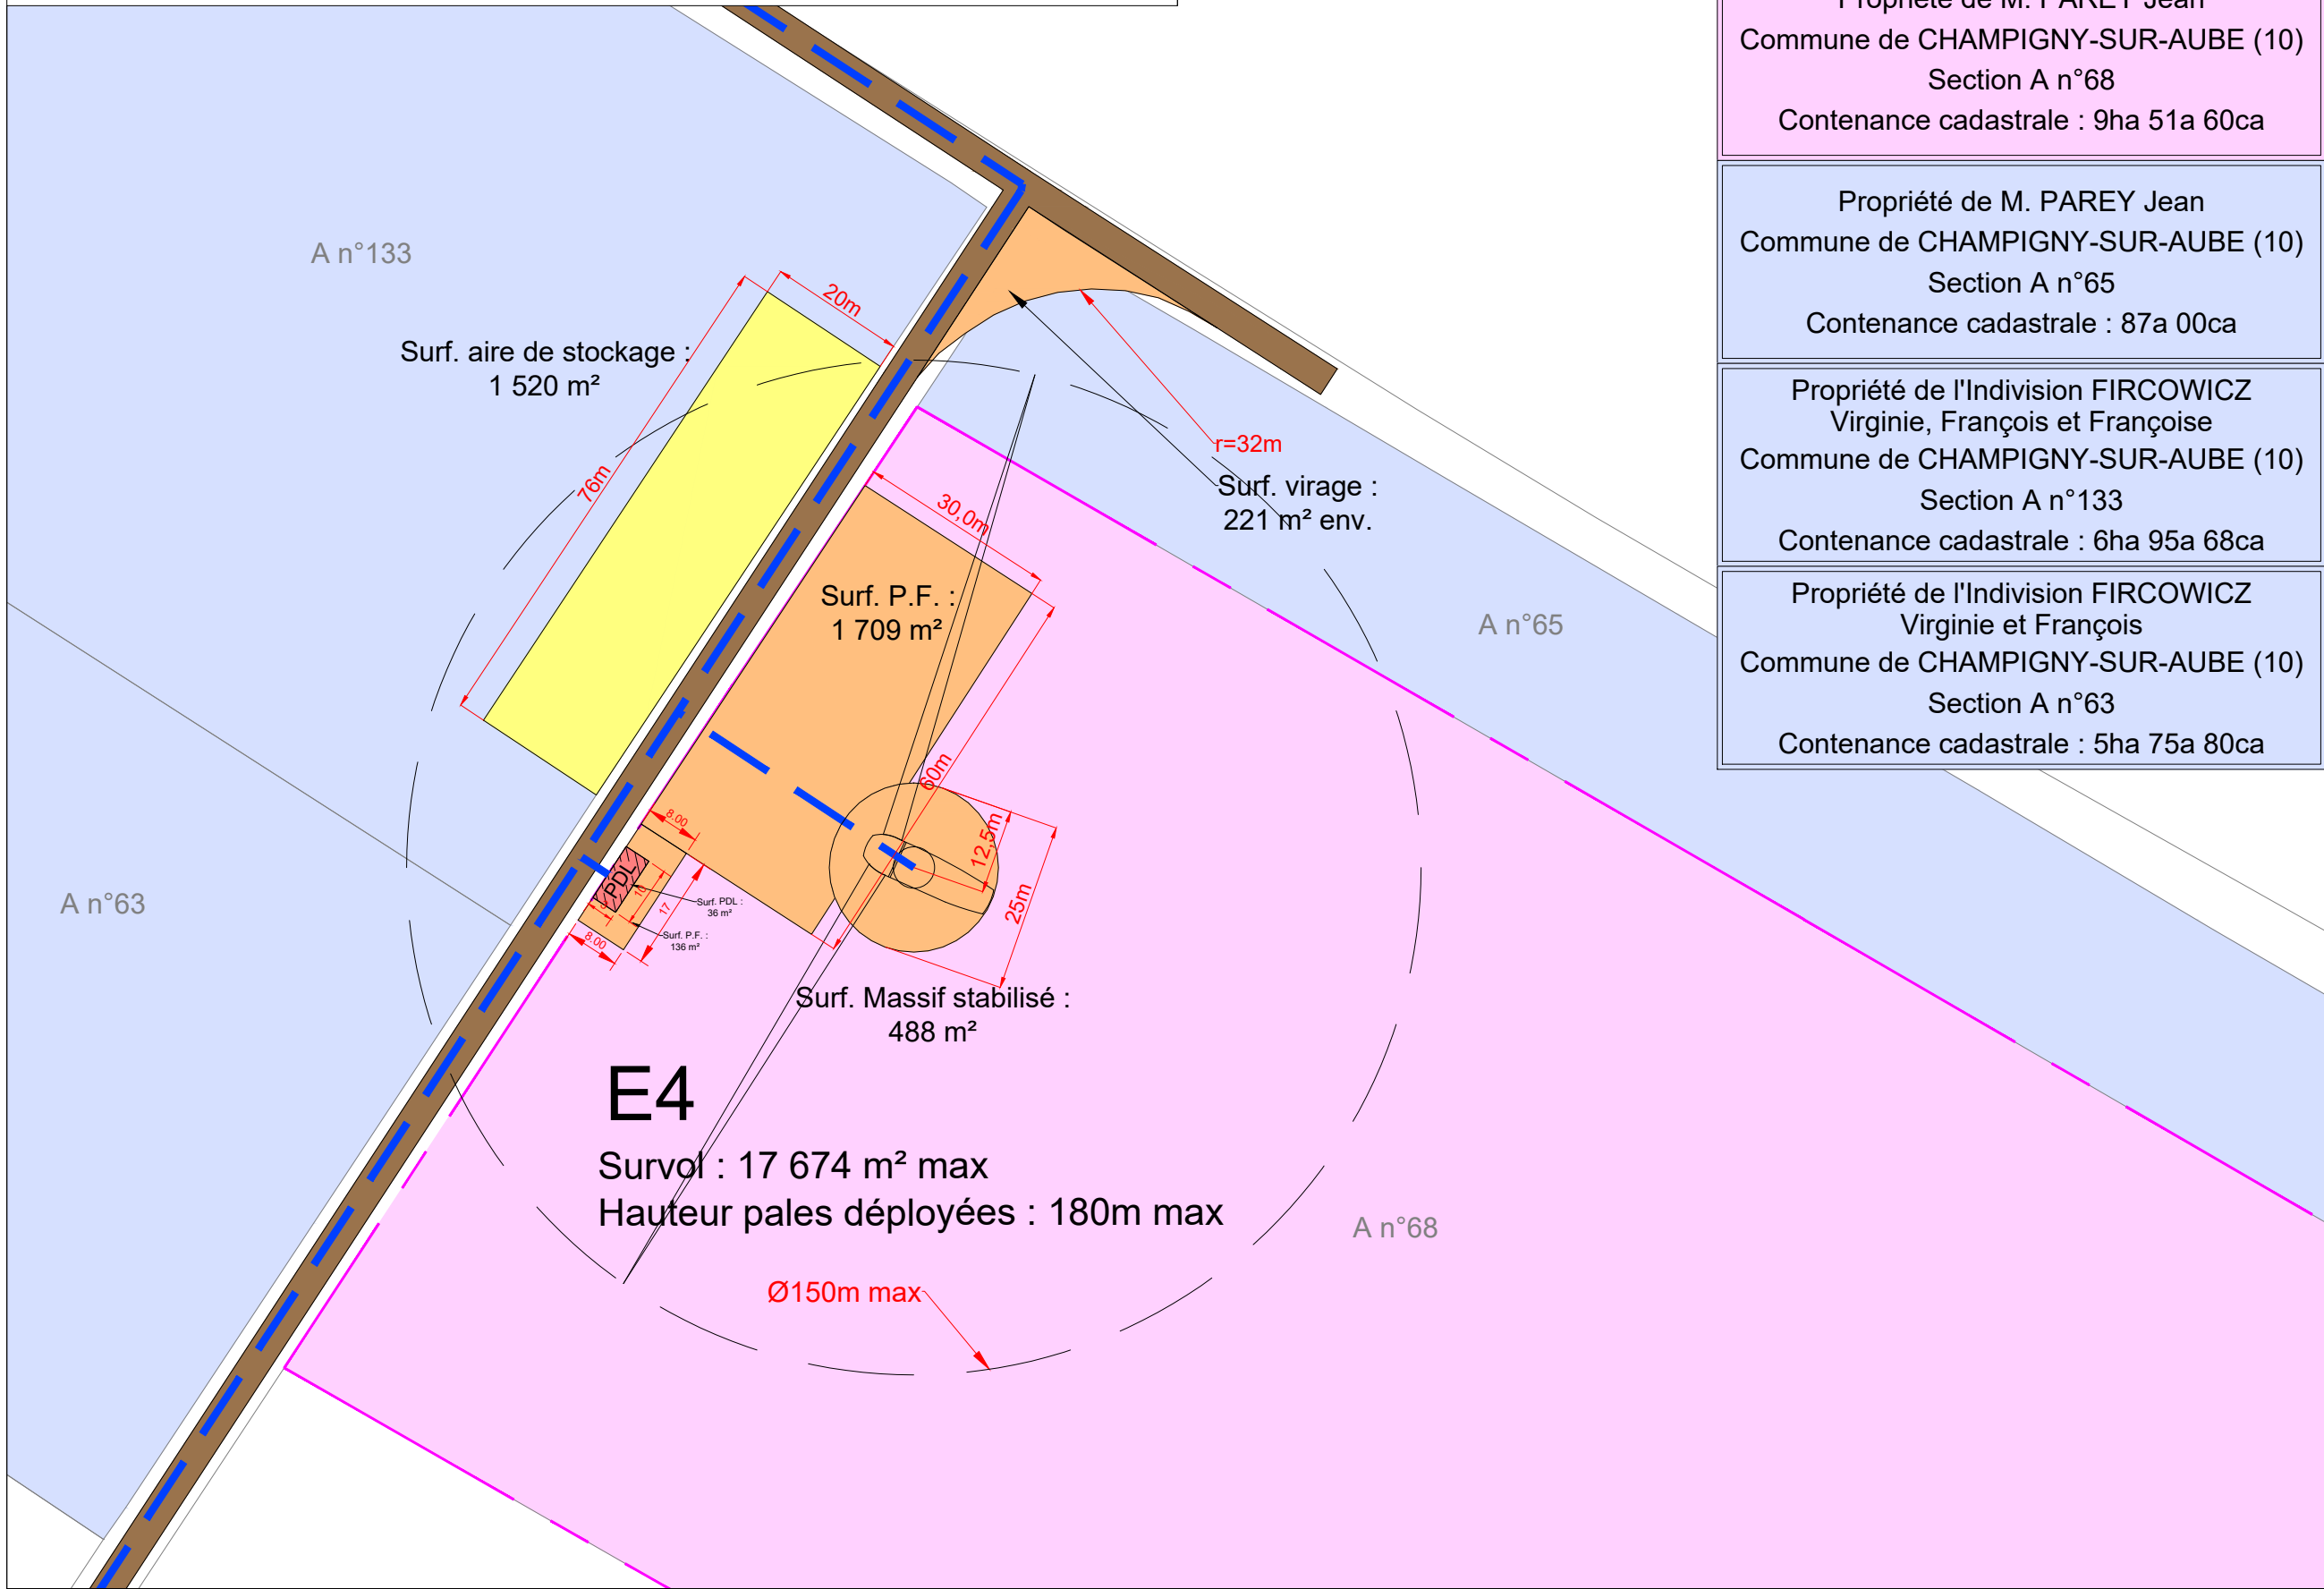 Propriété de M. PAREY Jean
Commune de CHAMPIGNY-SUR-AUBE (10)
Section A n°68
Contenance cadastrale : 9ha 51a 60ca
Propriété de M. PAREY Jean
Commune de CHAMPIGNY-SUR-AUBE (10)
Section A n°65
Contenance cadastrale : 87a 00ca
Propriété de l'Indivision FIRCOWICZ
Virginie, François et Françoise
Commune de CHAMPIGNY-SUR-AUBE (10)
Section A n°133
Contenance cadastrale : 6ha 95a 68ca
Propriété de l'Indivision FIRCOWICZ
Virginie et François
Commune de CHAMPIGNY-SUR-AUBE (10)
Section A n°63
Contenance cadastrale : 5ha 75a 80ca
A n°133
20m
Surf. aire de stockage :
1 520 m²
76m
r=32m
Surf. virage :
221 m² env.
30,0m
Surf. P.F. :
1 709 m²
A n°65
60m
8.00
12,5m
25m
PDL
10
17
Surf. PDL :
36 m²
Surf. P.F. :
136 m²
8.00
A n°63
Surf. Massif stabilisé :
488 m²
E4
Survol : 17 674 m² max
Hauteur pales déployées : 180m max
A n°68
Ø150m max